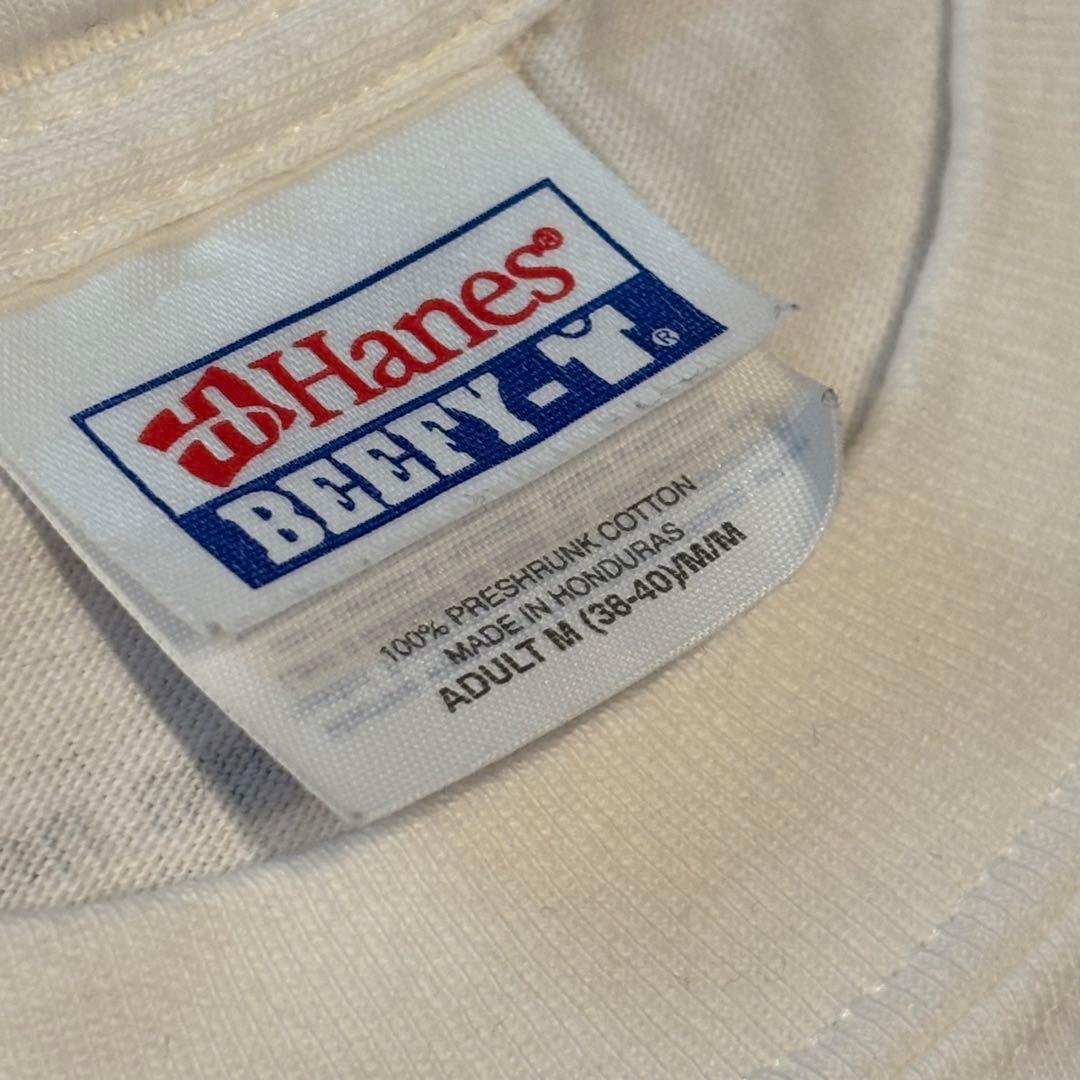 Hanes®
BEEFY-T®
100% PRESHRUNK COTTON
MADE IN HONDURAS
ADULT M (38-40)/M/M